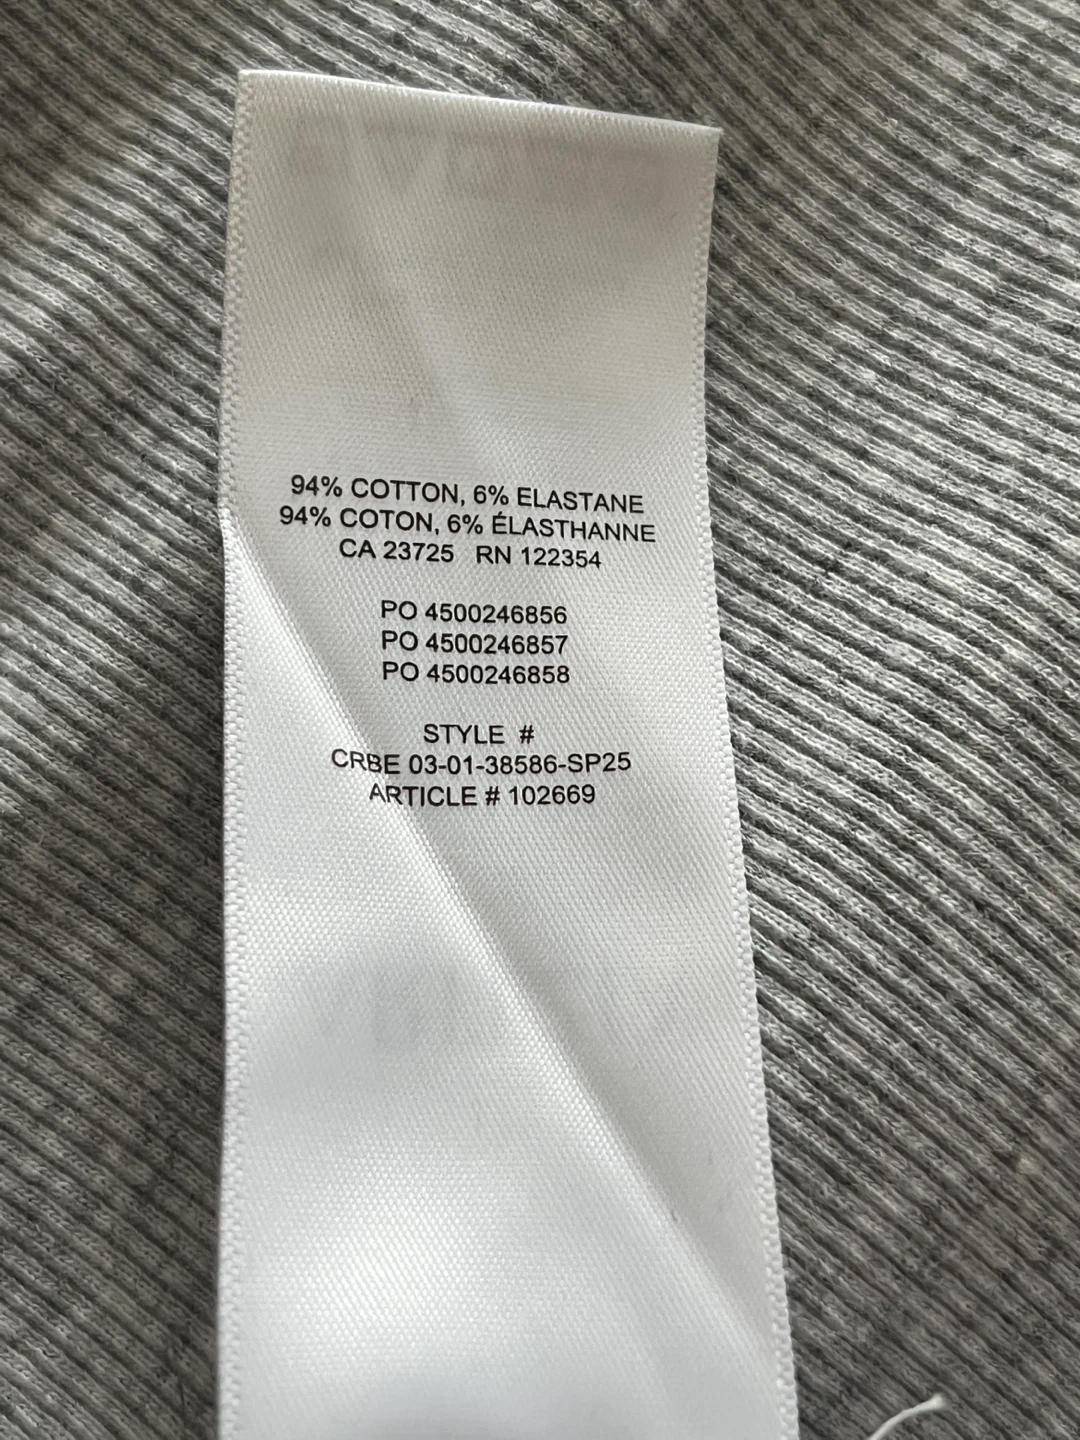 94% COTTON, 6% ELASTANE
94% COTON, 6% ÉLASTHANNE
CA 23725 RN 122354
PO 4500246856
PO 4500246857
PO 4500246858
STYLE #
CRBE 03-01-38586-SP25
ARTICLE # 102669